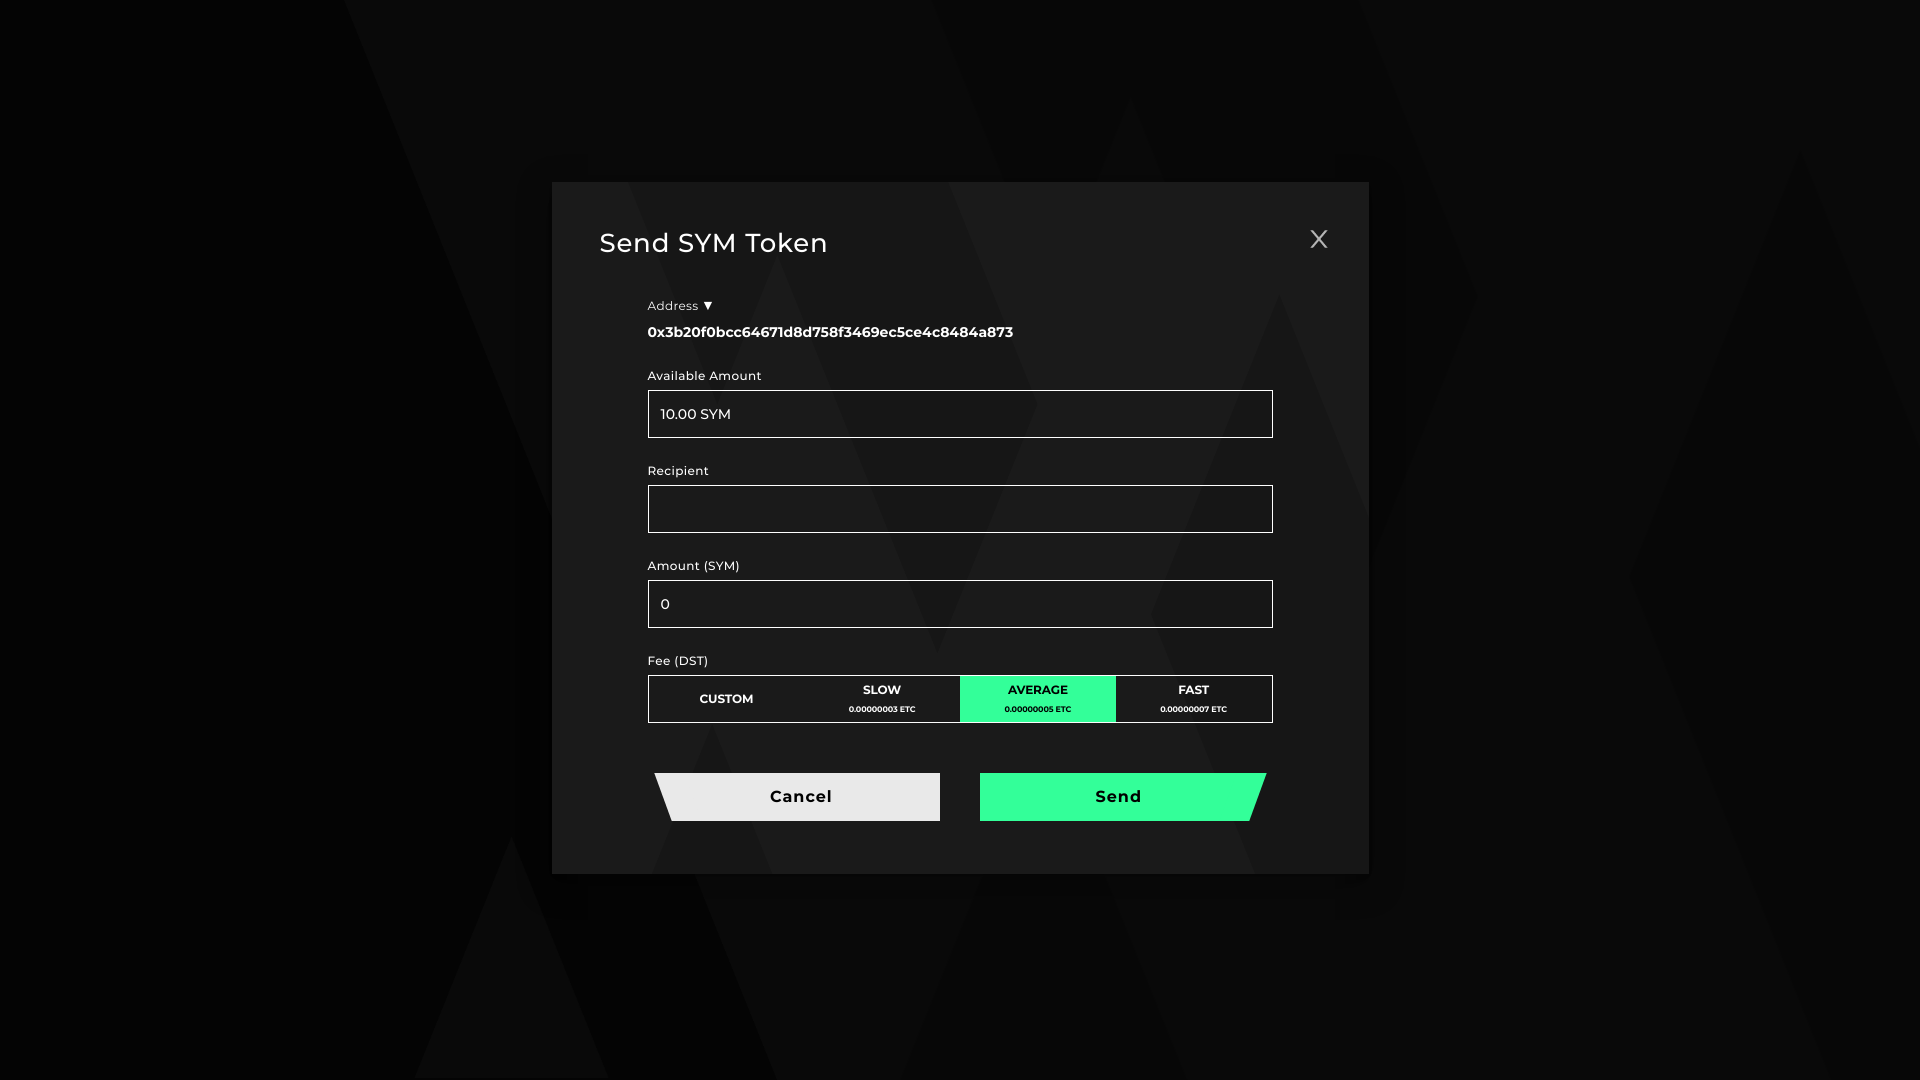 Send SYM Token
X
Address ▼
0x3b20f0bcc64671d8d758f3469ec5ce4c8484a873
Available Amount
10.00 SYM
Recipient
Amount (SYM)
0
Fee (DST)
CUSTOM
SLOW
0.00000003 ETC
AVERAGE
0.00000005 ETC
FAST
0.00000007 ETC
Cancel
Send